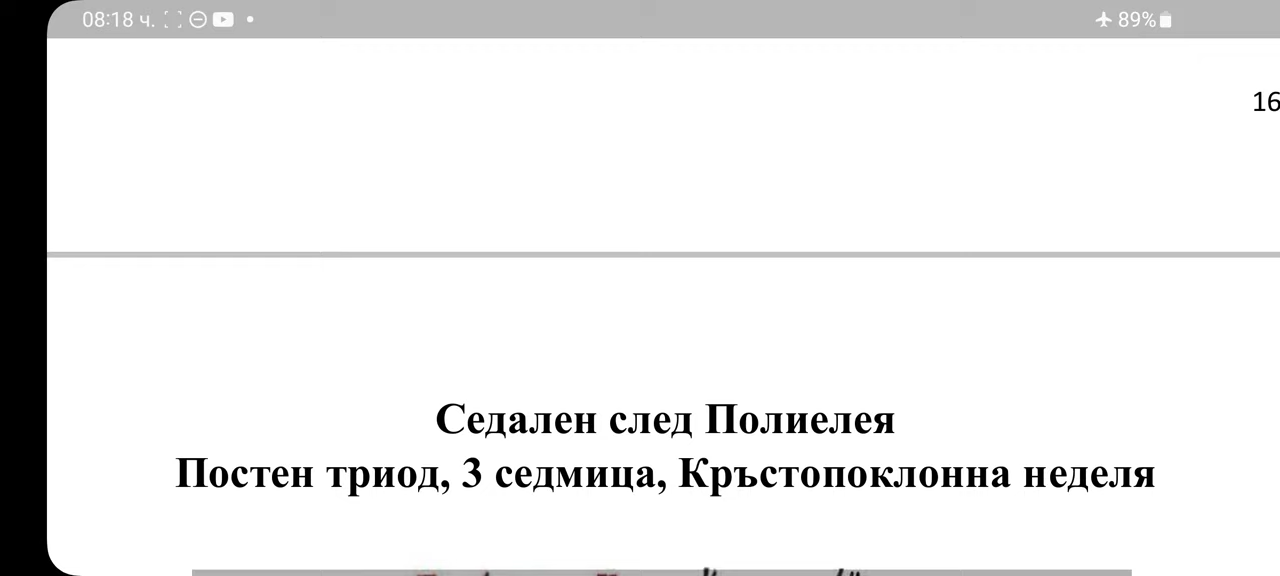 08:18 ч. 89%
16
Седален след Полиелея
Постен триод, 3 седмица, Кръстопоклонна неделя